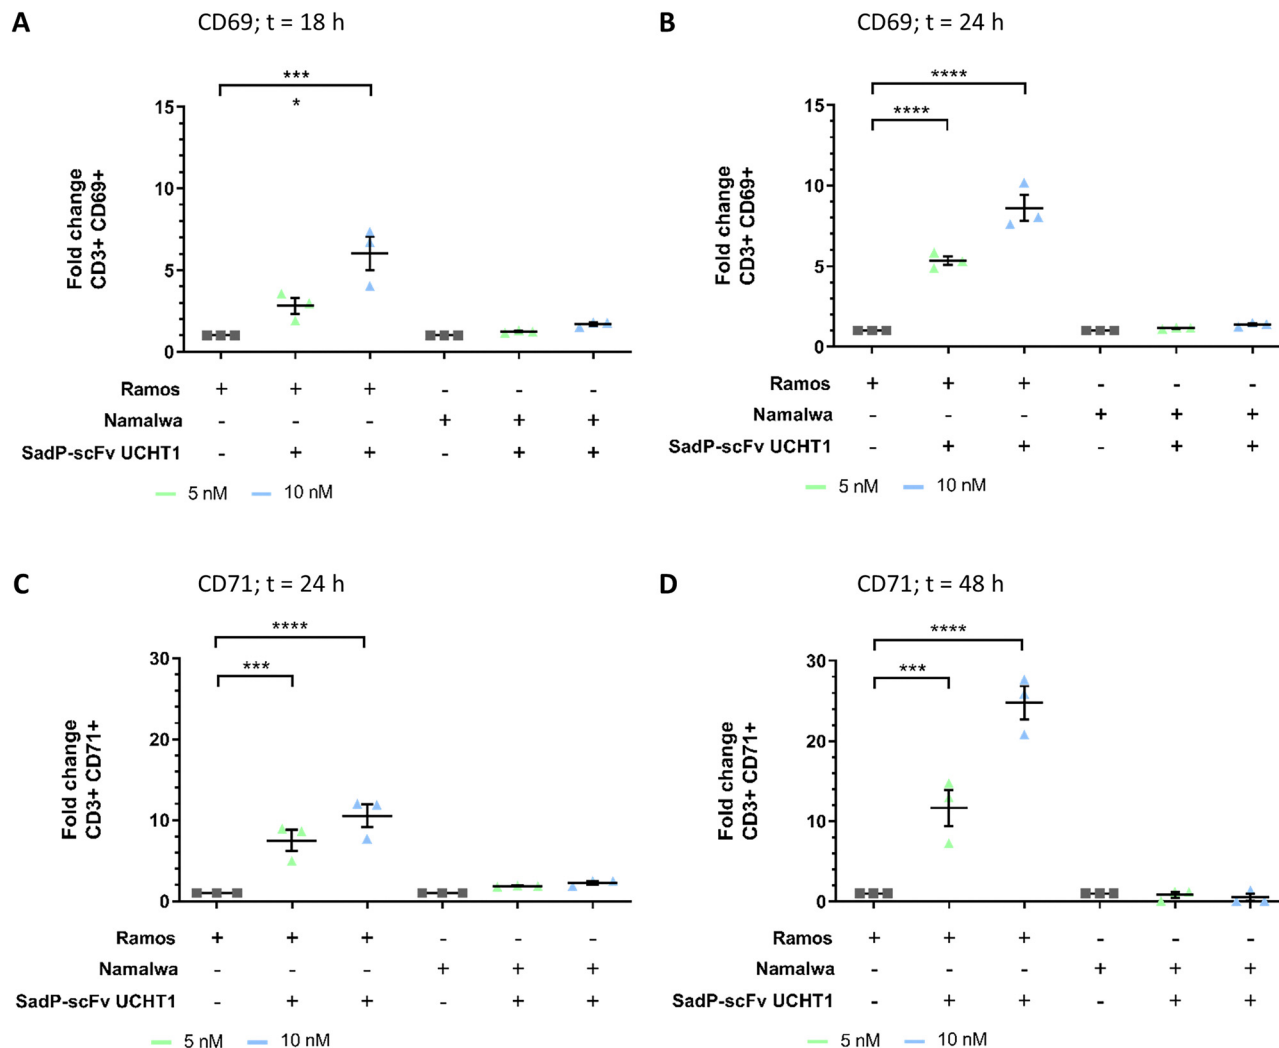 A CD69; t = 18 h
***
*
15
10
5
0
Fold change
CD3+ CD69+
Ramos + + + - - -
Namalwa - - - + + +
SadP-scFv UCHT1 - + + - + +
5 nM 10 nM
B CD69; t = 24 h
****
****
15
10
5
0
Fold change
CD3+ CD69+
Ramos + + + - - -
Namalwa - - - + + +
SadP-scFv UCHT1 - + + - + +
5 nM 10 nM
C CD71; t = 24 h
****
***
30
20
10
0
Fold change
CD3+ CD71+
Ramos + + + - - -
Namalwa - - - + + +
SadP-scFv UCHT1 - + + - + +
5 nM 10 nM
D CD71; t = 48 h
****
***
30
20
10
0
Fold change
CD3+ CD71+
Ramos + + + - - -
Namalwa - - - + + +
SadP-scFv UCHT1 - + + - + +
5 nM 10 nM